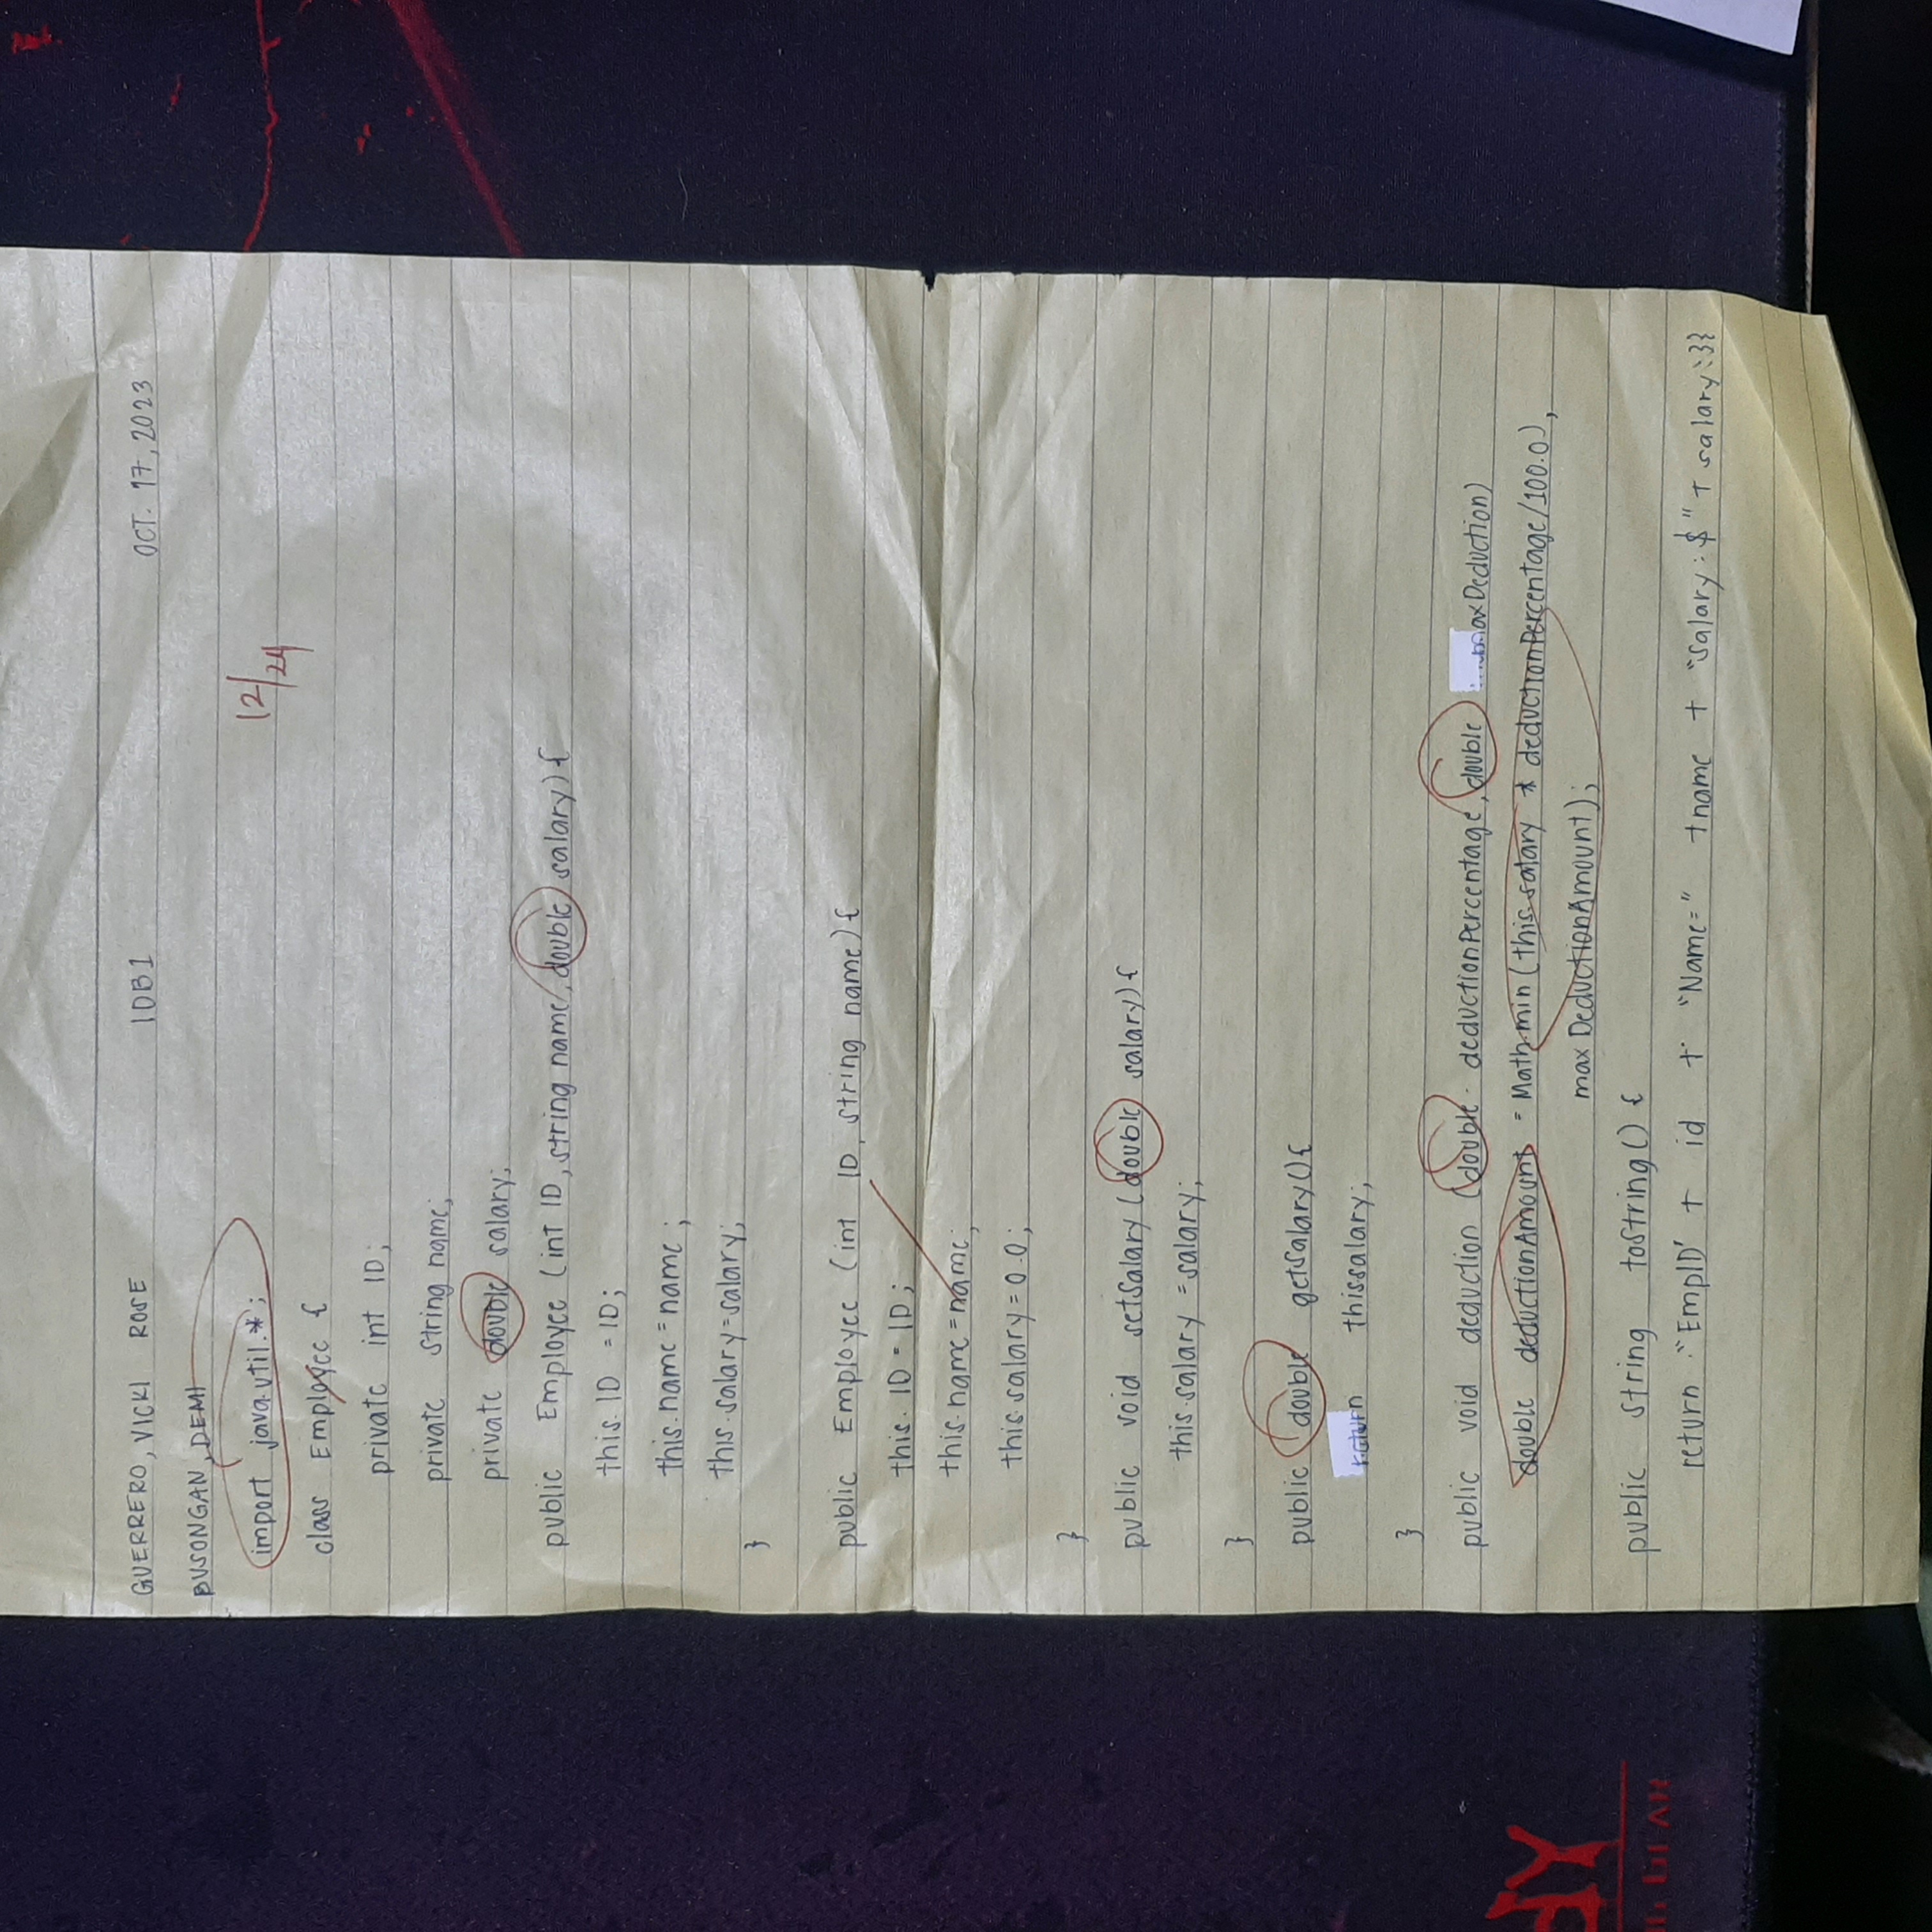 GUERRERO, VICKI ROSE 10B1 OCT. 17, 2023
BUSONGAN, DEMI
import java.util.*;
12/24
class Employee {
private int ID;
private string name;
private double salary;
public Employee (int ID, string name, double salary){
this. ID = ID;
this.name = name;
this.salary=salary;
}
public Employee (int ID, string name){
this. ID = ID;
this.name=name;
this.salary = 0.0;
}
public void setSalary (double salary){
this.salary = salary;
}
public double getSalary(){
return thissalary;
}
public void deduction (double deductionPercentage, double maxDeduction)
double deductionAmount = Math.min (this.salary * deductionPercentage/100.0),
max DeductionAmount);
public string toString() {
return "EmpID' + id + "Name=" +name + "salary:$" + salary:}}
dY